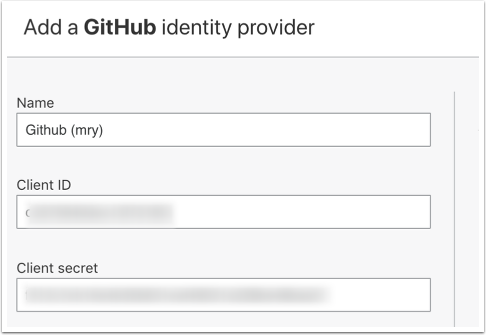 Add a GitHub identity provider
Name
Github (mry)
Client ID
Client secret